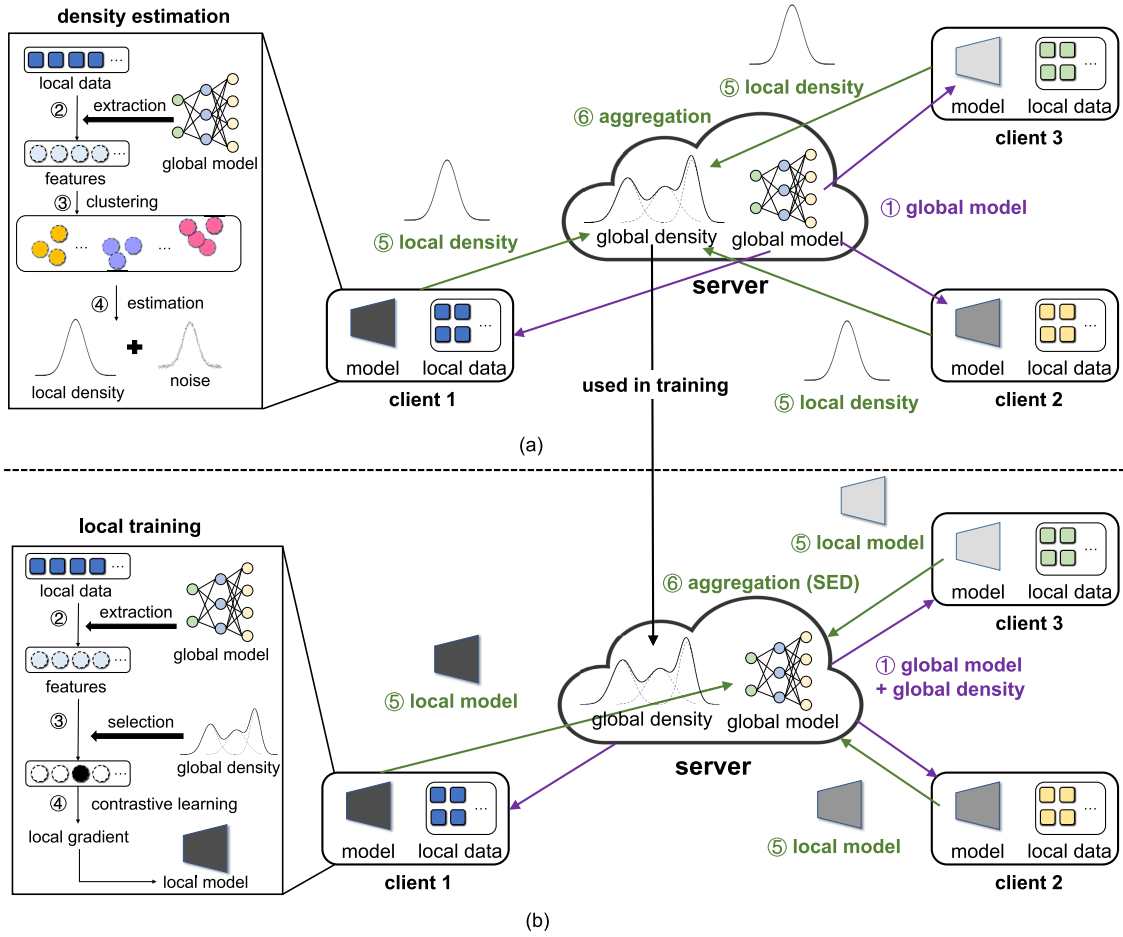 density estimation
local data
...
② extraction
global model
...
features
③ clustering
... ...
④ estimation
local density
noise
⑤ local density
⑤ local density
⑥ aggregation
global density
global model
server
① global model
model
local data
...
client 3
model
local data
...
client 1
model
local data
...
client 2
⑤ local density
used in training
(a)
local training
local data
...
② extraction
global model
...
features
③ selection
global density
...
④ contrastive learning
local gradient
local model
⑤ local model
⑤ local model
⑥ aggregation (SED)
global density
global model
server
① global model
+ global density
model
local data
...
client 3
model
local data
...
client 1
⑤ local model
model
local data
...
client 2
(b)